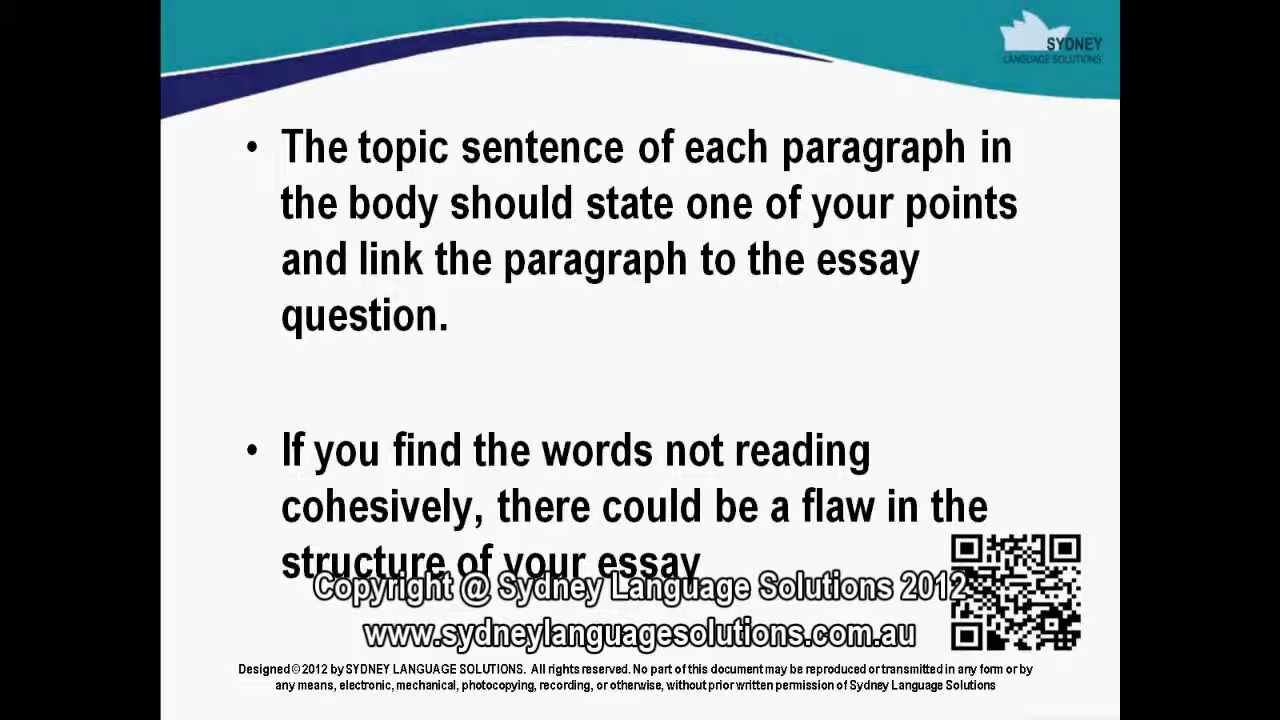 SYDNEY
LANGUAGE SOLUTIONS
• The topic sentence of each paragraph in
the body should state one of your points
and link the paragraph to the essay
question.
• If you find the words not reading
cohesively, there could be a flaw in the
structure of your essay
Copyright @ Sydney Language Solutions 2012
www.sydneylanguagesolutions.com.au
Designed © 2012 by SYDNEY LANGUAGE SOLUTIONS. All rights reserved. No part of this document may be reproduced or transmitted in any form or by
any means, electronic, mechanical, photocopying, recording, or otherwise, without prior written permission of Sydney Language Solutions